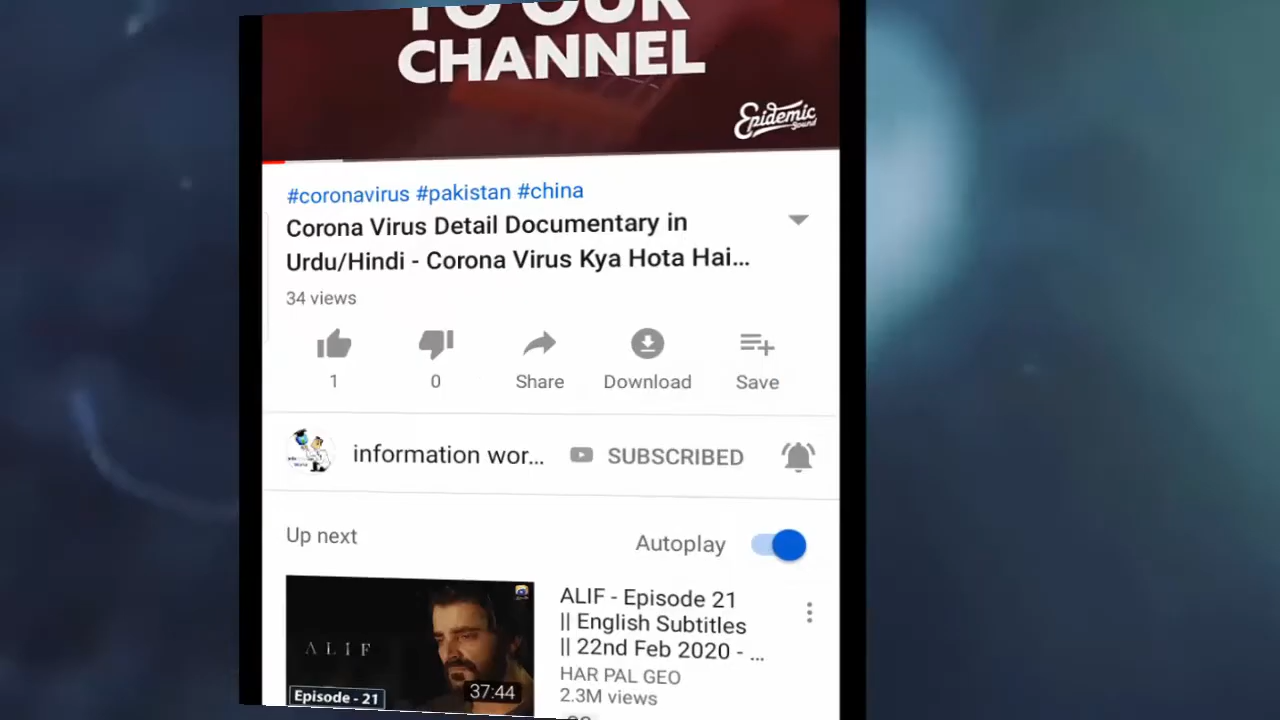 TO OUR
CHANNEL
Epidemic
Sound
#coronavirus #pakistan #china
Corona Virus Detail Documentary in
Urdu/Hindi - Corona Virus Kya Hota Hai...
34 views
1
0
Share
Download
Save
information wor...
SUBSCRIBED
Up next
Autoplay
ALIF
Episode - 21
37:44
ALIF - Episode 21
|| English Subtitles
|| 22nd Feb 2020 - ...
HAR PAL GEO
2.3M views